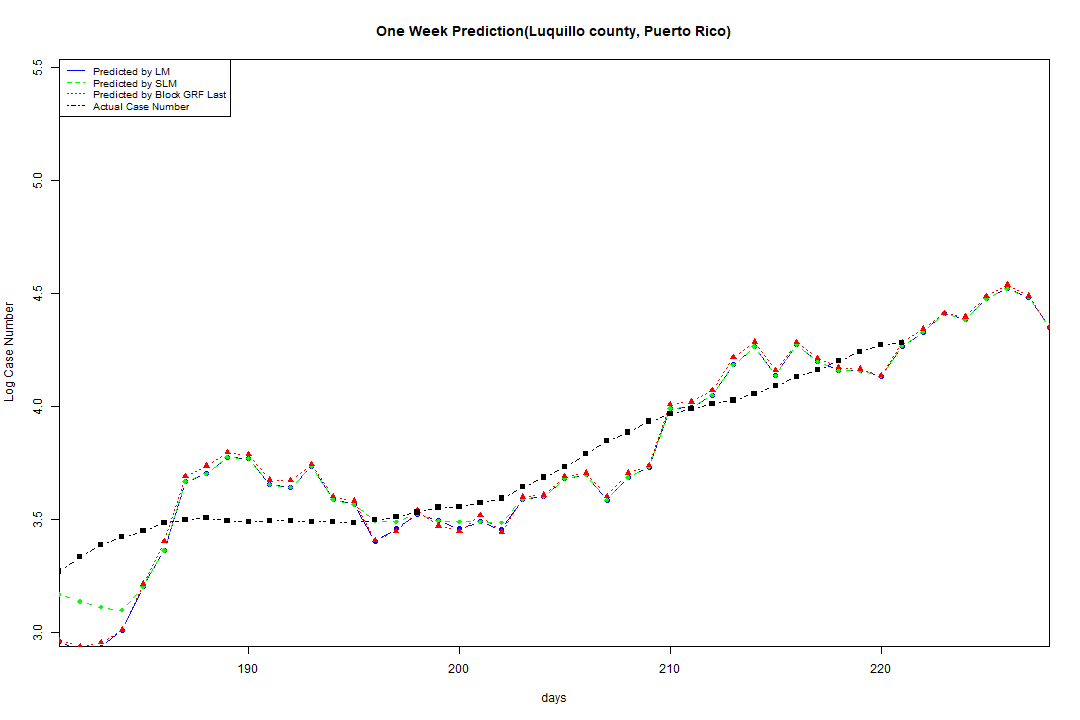 One Week Prediction(Luquillo county, Puerto Rico)
Predicted by LM
Predicted by SLM
Predicted by Block GRF Last
Actual Case Number
5.5
5.0
4.5
4.0
3.5
3.0
Log Case Number
190 200 210 220
days